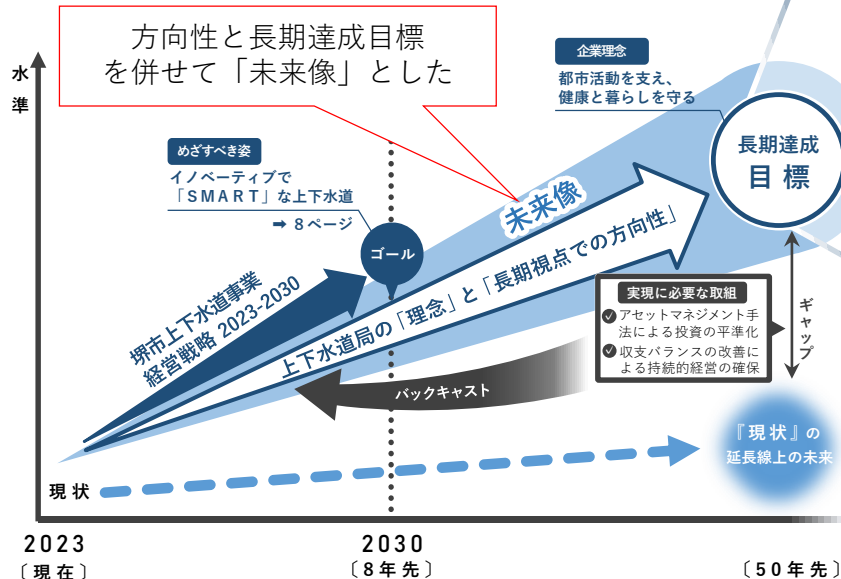 方向性と長期達成目標
を併せて「未来像」とした
水準
企業理念
都市活動を支え、
健康と暮らしを守る
長期達成
目標
めざすべき姿
イノベーティブで
「SMART」な上下水道
➡ 8ページ
ゴール
未来像
堺市上下水道事業
経営戦略 2023-2030
上下水道局の「理念」と「長期視点での方向性」
実現に必要な取組
アセットマネジメント手
法による投資の平準化
収支バランスの改善に
よる持続的経営の確保
ギャップ
バックキャスト
『現状』の
延長線上の未来
現状
2023
〔現在〕
2030
〔8年先〕
〔50年先〕